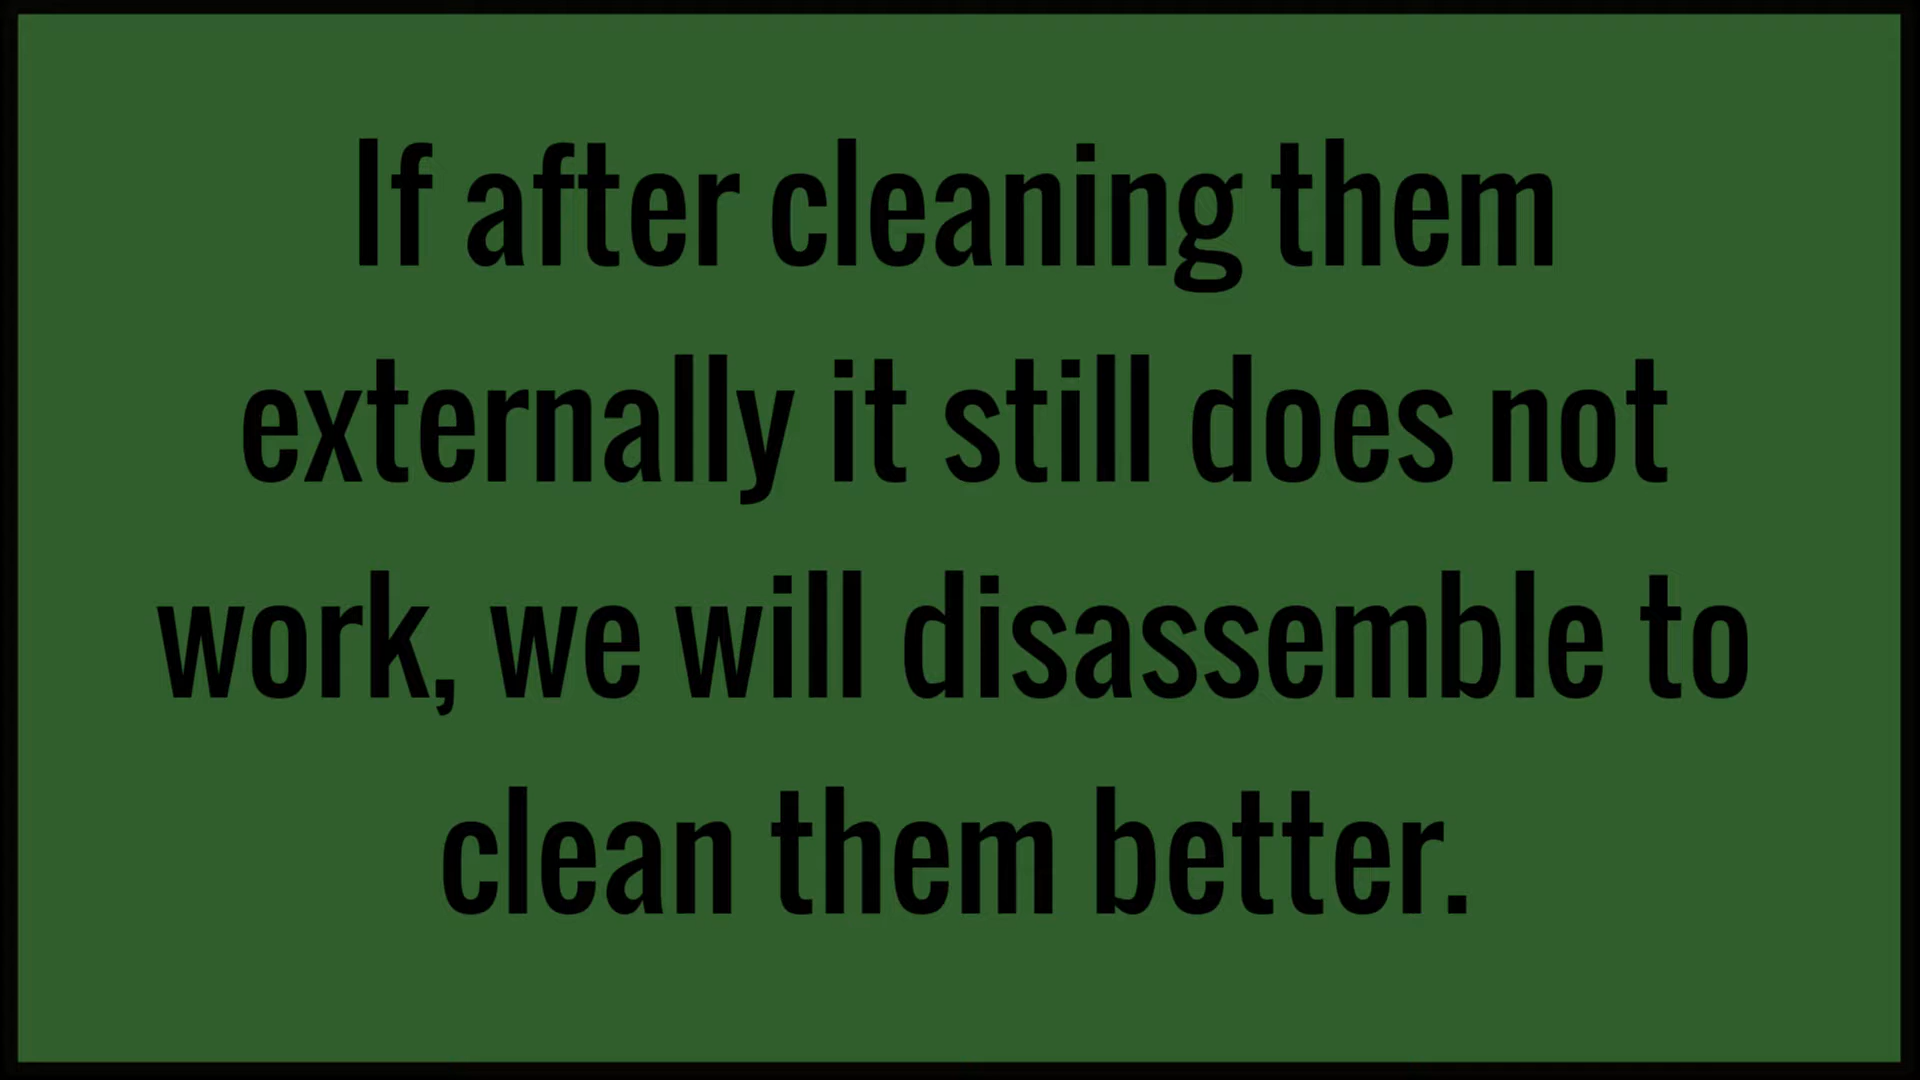 If after cleaning them
externally it still does not
work, we will disassemble to
clean them better.